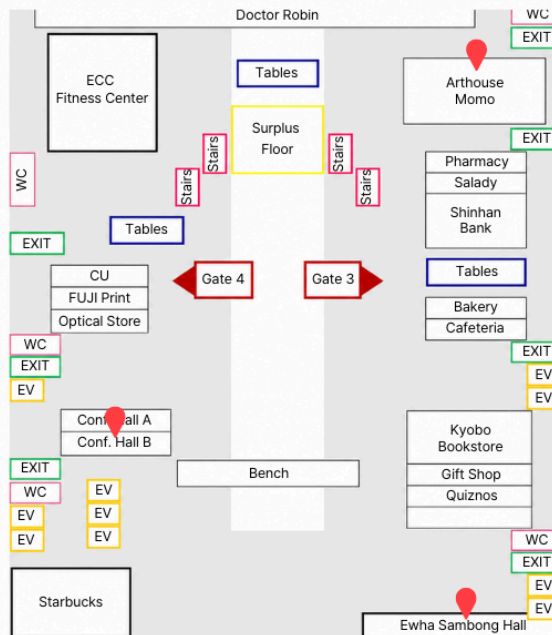 Doctor Robin
WC
EXIT
ECC
Fitness Center
Tables
Arthouse
Momo
Surplus
Floor
EXIT
Stairs
Stairs
Stairs
Stairs
WC
Pharmacy
Salady
Shinhan
Bank
Tables
EXIT
CU
FUJI Print
Optical Store
Gate 4
Gate 3
Tables
Bakery
Cafeteria
WC
EXIT
EV
EXIT
EV
EV
Conf. Hall A
Conf. Hall B
Kyobo
Bookstore
Gift Shop
Quiznos
EXIT
WC
EV
EV
EV
EV
EV
Bench
WC
EXIT
EV
EV
Starbucks
Ewha Sambong Hall